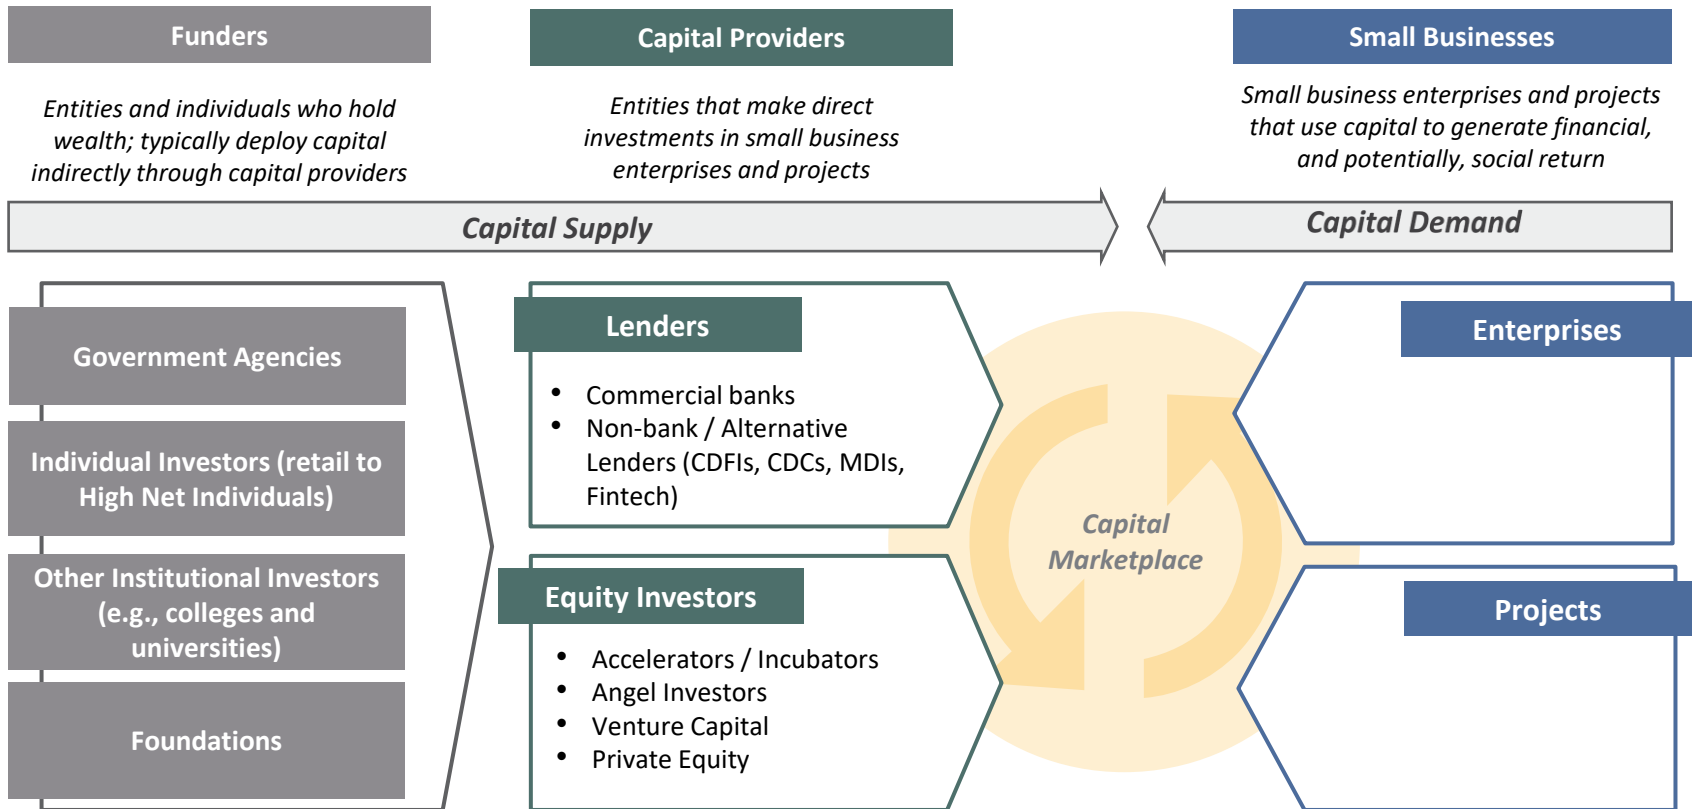 Funders
Entities and individuals who hold
wealth; typically deploy capital
indirectly through capital providers
Capital Providers
Entities that make direct
investments in small business
enterprises and projects
Small Businesses
Small business enterprises and projects
that use capital to generate financial,
and potentially, social return
Capital Supply
Capital Demand
Government Agencies
Individual Investors (retail to
High Net Individuals)
Other Institutional Investors
(e.g., colleges and
universities)
Foundations
Lenders
• Commercial banks
• Non-bank / Alternative
Lenders (CDFIs, CDCs, MDIs,
Fintech)
Equity Investors
• Accelerators / Incubators
• Angel Investors
• Venture Capital
• Private Equity
Capital
Marketplace
Enterprises
Projects